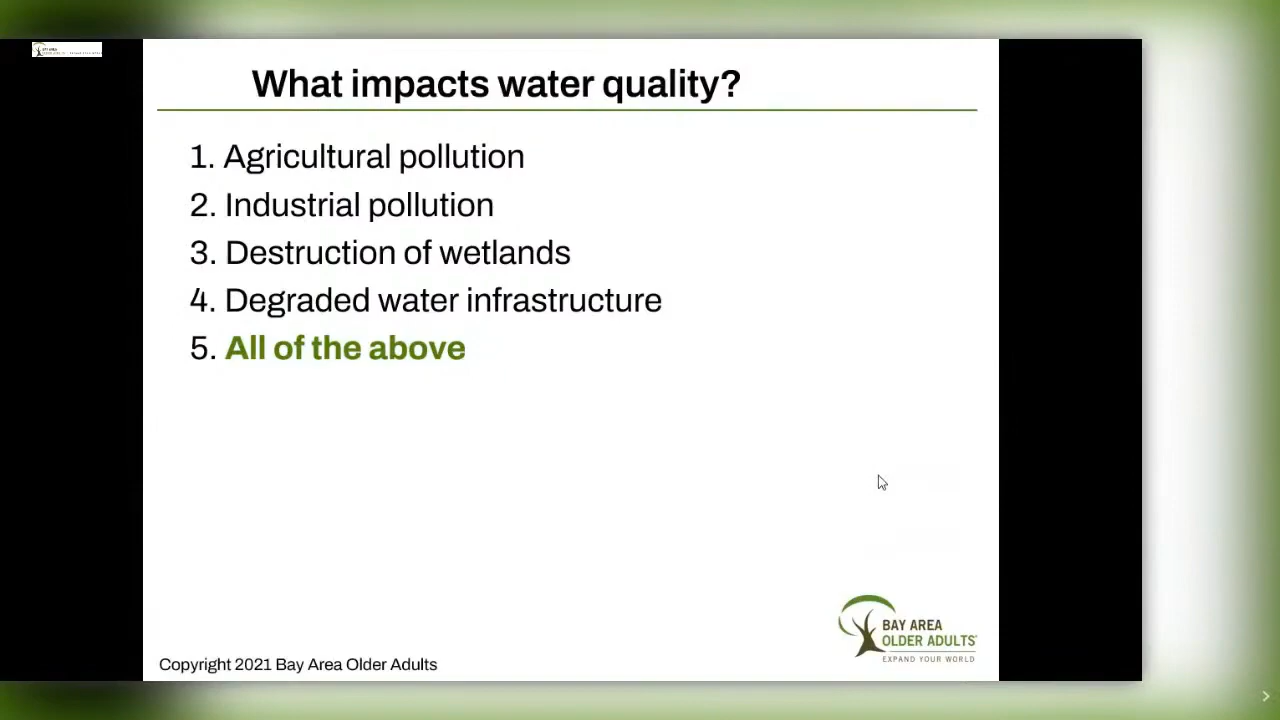 What impacts water quality?
1. Agricultural pollution
2. Industrial pollution
3. Destruction of wetlands
4. Degraded water infrastructure
5. All of the above
BAY AREA
OLDER ADULTS
EXPAND YOUR WORLD
Copyright 2021 Bay Area Older Adults